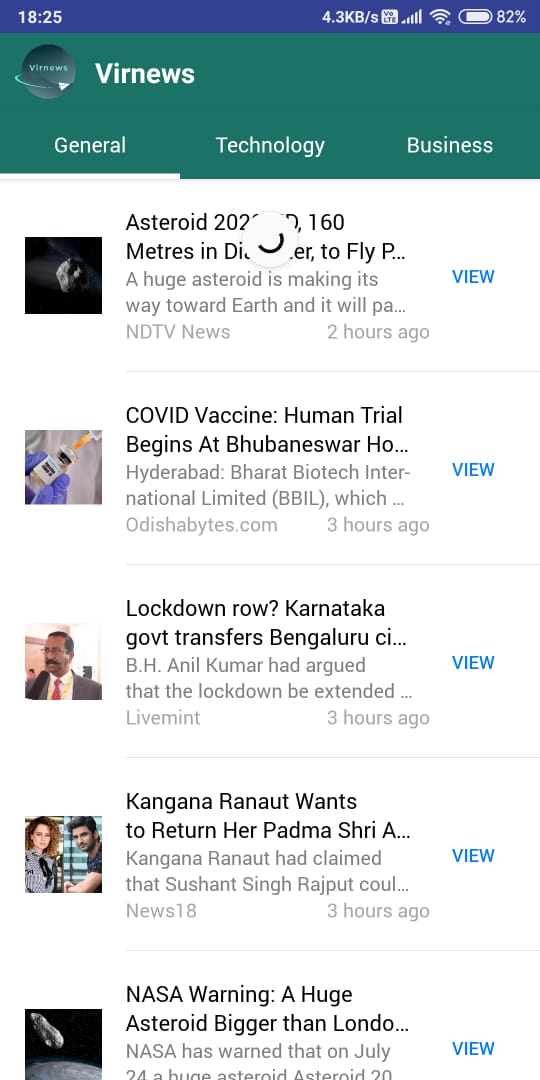 18:25
4.3KB/s
Vo
LTE
82%
Virnews
Virnews
General
Technology
Business
Asteroid 202 D, 160
Metres in Di er, to Fly P...
A huge asteroid is making its
way toward Earth and it will pa...
NDTV News
2 hours ago
VIEW
COVID Vaccine: Human Trial
Begins At Bhubaneswar Ho...
Hyderabad: Bharat Biotech Inter-
national Limited (BBIL), which ...
Odishabytes.com
3 hours ago
VIEW
Lockdown row? Karnataka
govt transfers Bengaluru ci...
B.H. Anil Kumar had argued
that the lockdown be extended ...
Livemint
3 hours ago
VIEW
Kangana Ranaut Wants
to Return Her Padma Shri A...
Kangana Ranaut had claimed
that Sushant Singh Rajput coul...
News18
3 hours ago
VIEW
NASA Warning: A Huge
Asteroid Bigger than Londo...
NASA has warned that on July
24 a huge asteroid Asteroid 20
VIEW